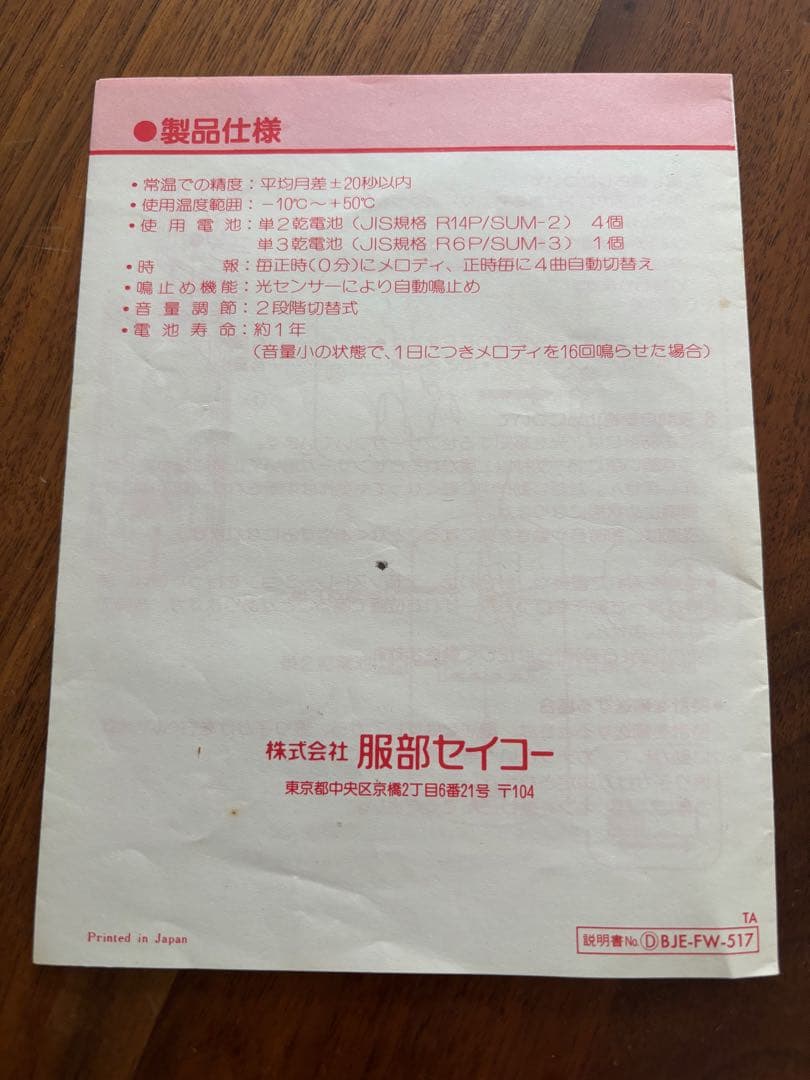 ●製品仕様
・常温での精度：平均月差±20秒以内
・使用温度範囲：−10℃〜＋50℃
・使用電池：単2乾電池（JIS規格 R14P/SUM-2） 4個
単3乾電池（JIS規格 R6P/SUM-3） 1個
・時報：毎正時(0分)にメロディ、正時毎に4曲自動切替え
・鳴止め機能：光センサーにより自動鳴止め
・音量調節：2段階切替式
・電池寿命：約1年
（音量小の状態で、1日につきメロディを16回鳴らせた場合）
株式会社 服部セイコー
東京都中央区京橋2丁目6番21号 〒104
TA
Printed in Japan
説明書No.ⒹBJE-FW-517